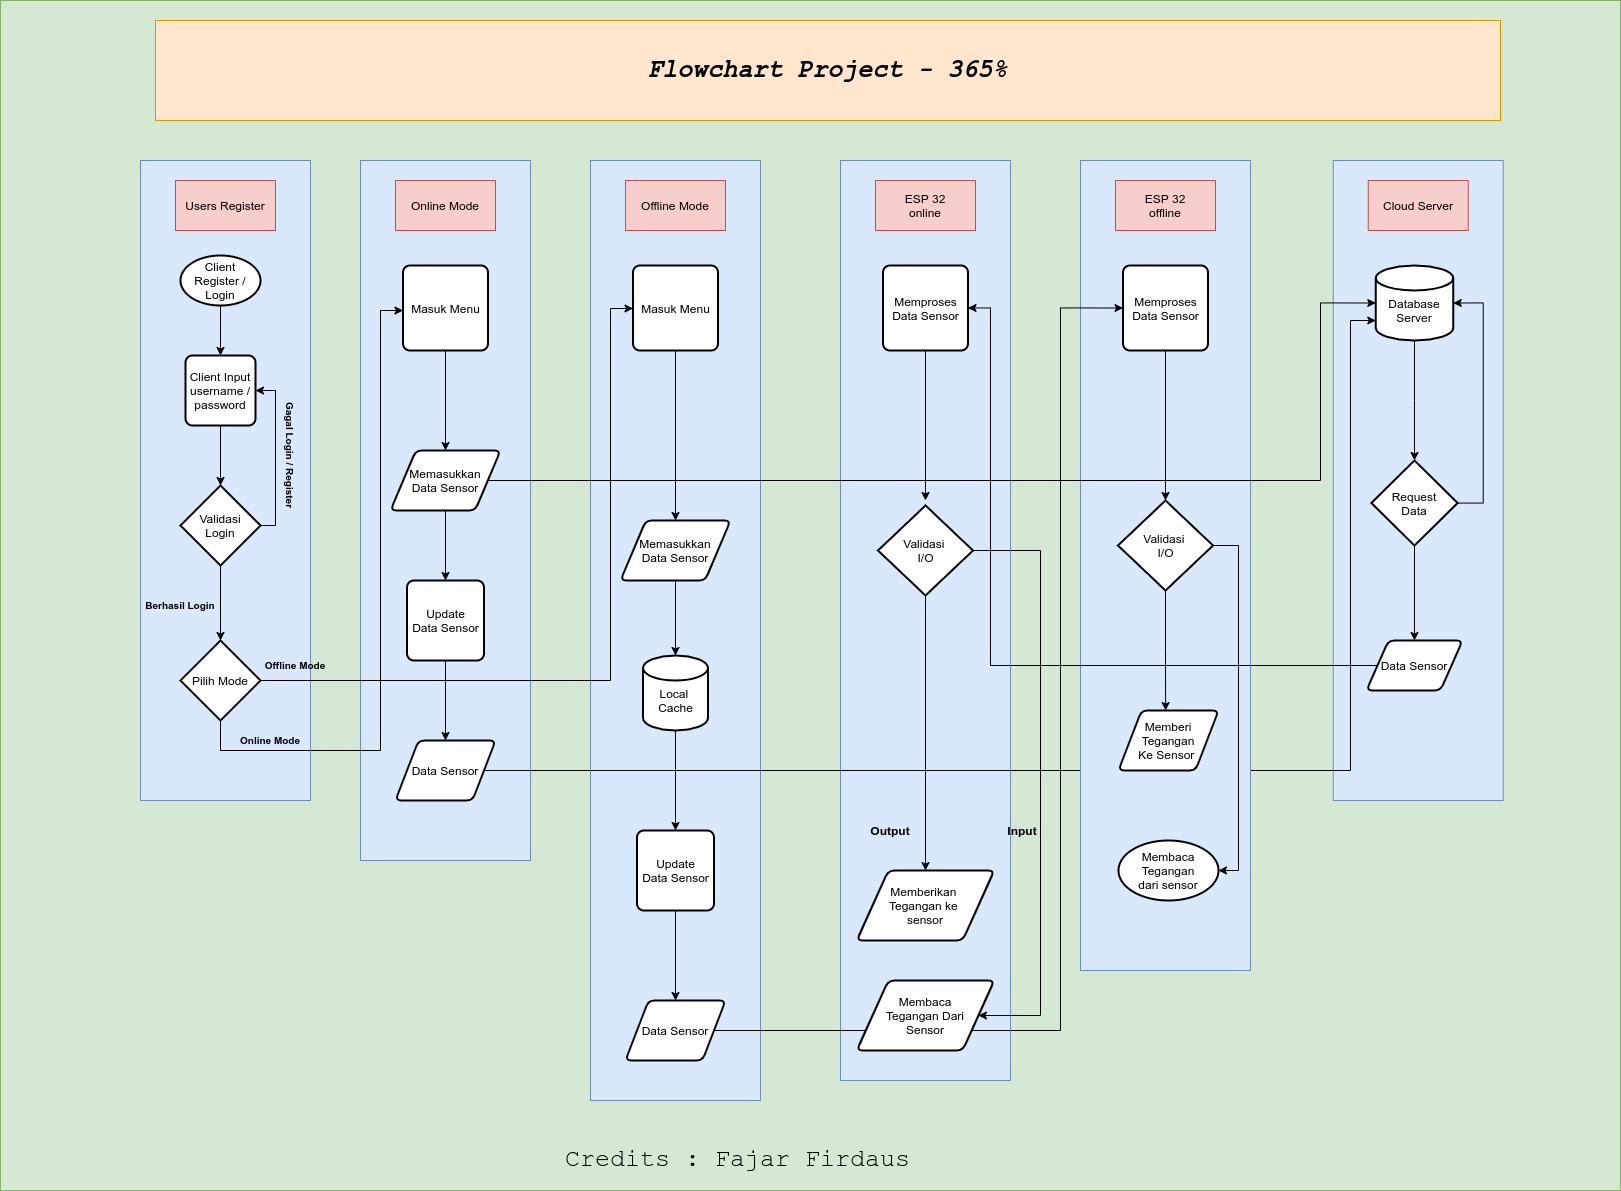 Flowchart Project - 365%
Users Register
Client
Register /
Login
Client Input
username /
password
Gagal Login / Register
Validasi
Login
Berhasil Login
Pilih Mode
Offline Mode
Online Mode
Online Mode
Masuk Menu
Memasukkan
Data Sensor
Update
Data Sensor
Data Sensor
Offline Mode
Masuk Menu
Memasukkan
Data Sensor
Local
Cache
Update
Data Sensor
Data Sensor
ESP 32
online
Memproses
Data Sensor
Validasi
I/O
Output
Input
Memberikan
Tegangan ke
sensor
Membaca
Tegangan Dari
Sensor
ESP 32
offline
Memproses
Data Sensor
Validasi
I/O
Memberi
Tegangan
Ke Sensor
Membaca
Tegangan
dari sensor
Cloud Server
Database
Server
Request
Data
Data Sensor
Credits : Fajar Firdaus